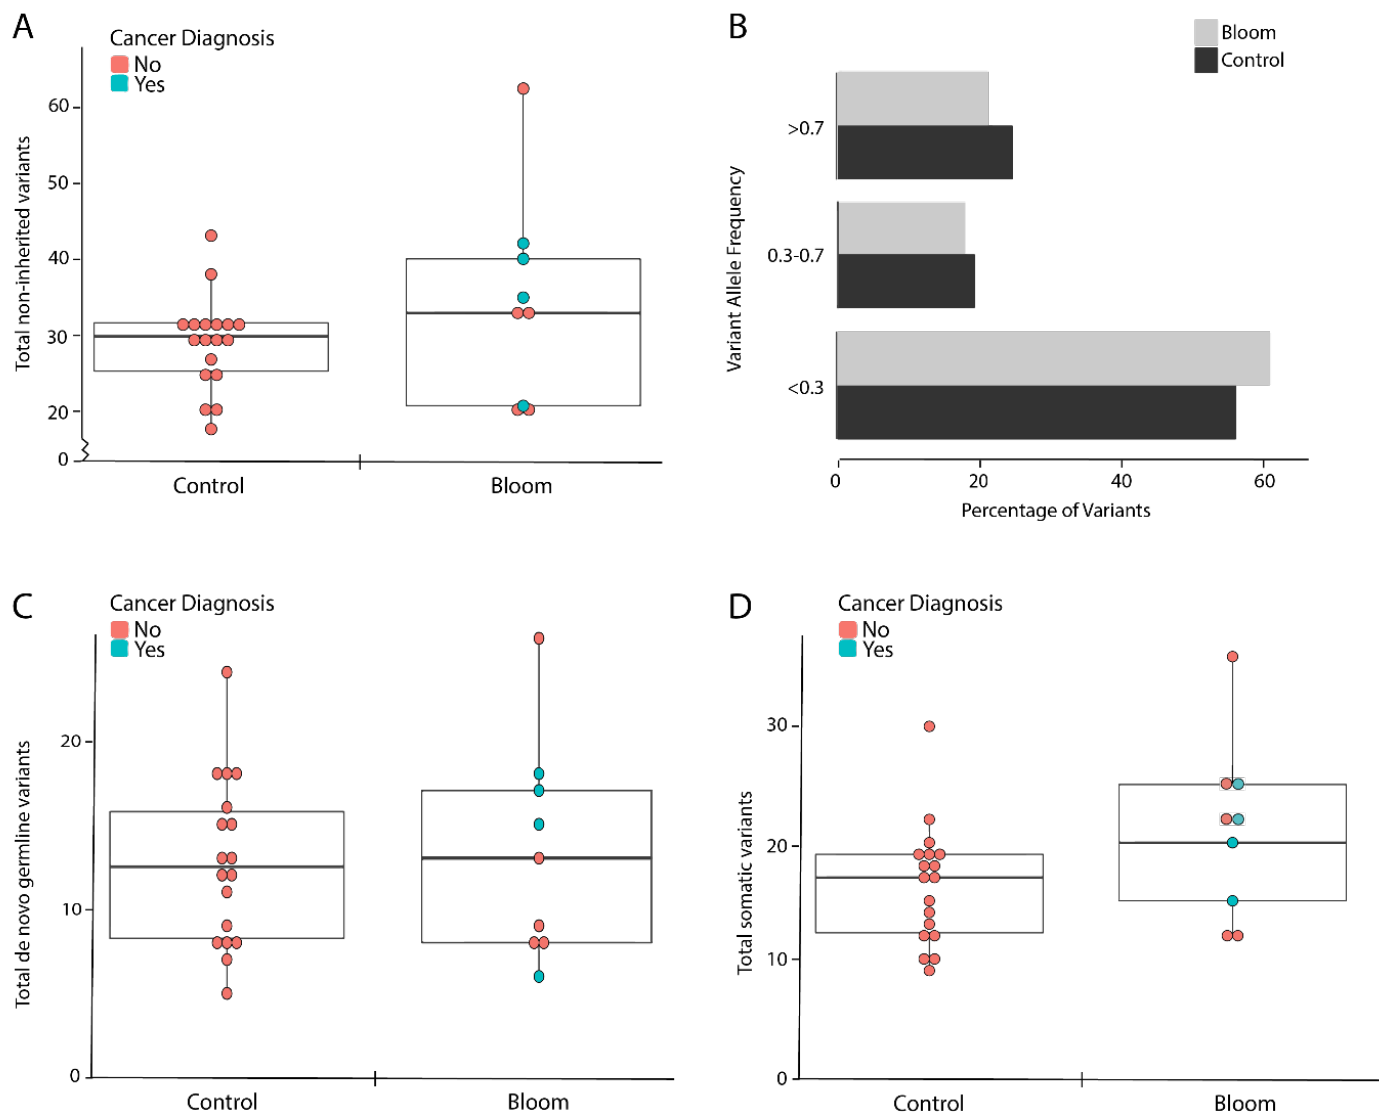 A
Cancer Diagnosis
No
Yes
Total non-inherited variants
60
50
40
30
20
0
Control
Bloom
B
Bloom
Control
Variant Allele Frequency
>0.7
0.3-0.7
<0.3
0
20
40
60
Percentage of Variants
C
Cancer Diagnosis
No
Yes
Total de novo germline variants
20
10
0
Control
Bloom
D
Cancer Diagnosis
No
Yes
Total somatic variants
30
20
10
0
Control
Bloom